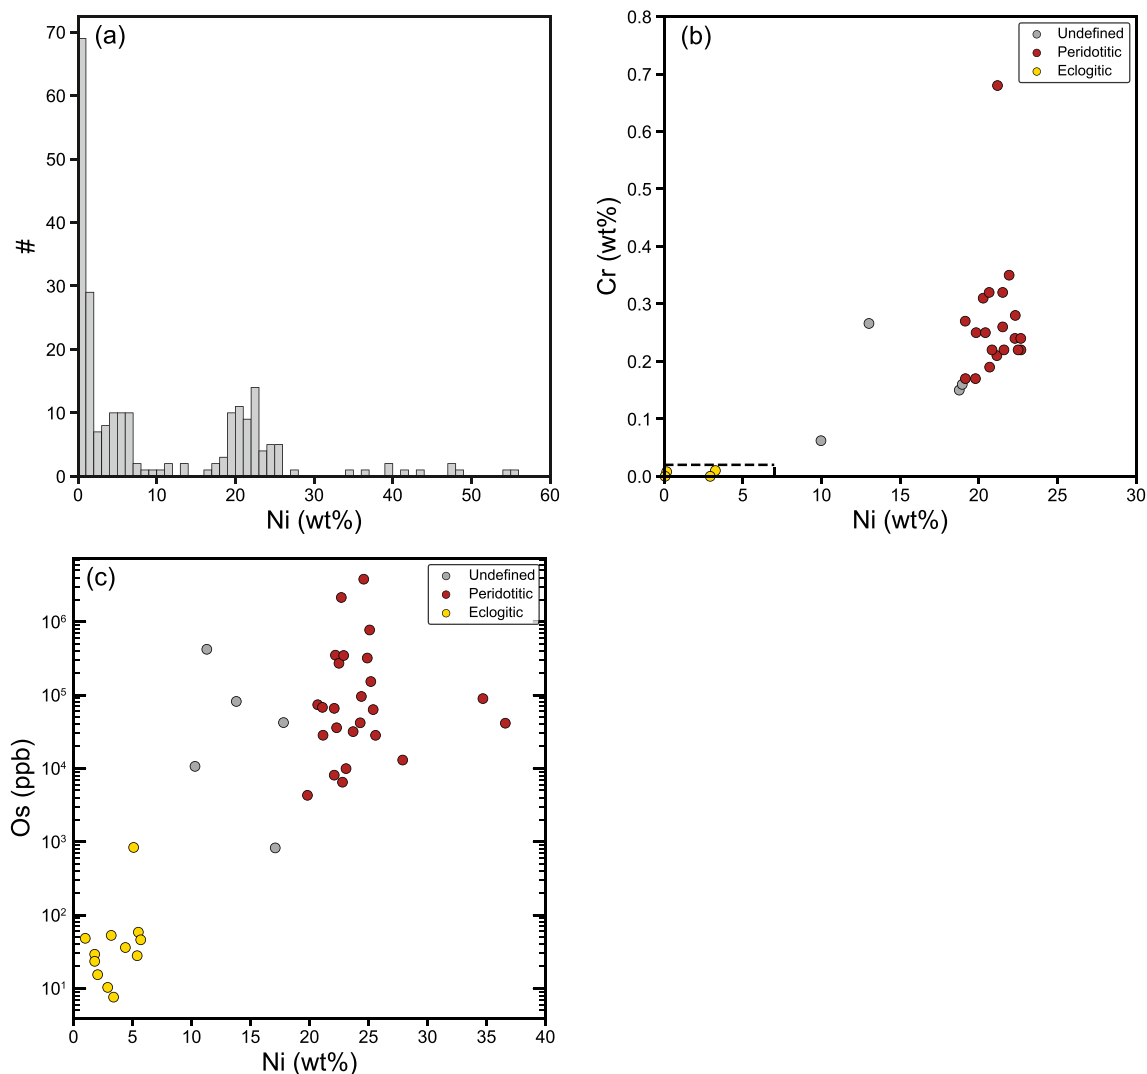 (a)
70
60
50
40
30
20
10
0
#
0 10 20 30 40 50 60
Ni (wt%)
(b)
Undefined
Peridotitic
Eclogitic
0.8
0.7
0.6
0.5
0.4
0.3
0.2
0.1
0.0
Cr (wt%)
0 5 10 15 20 25 30
Ni (wt%)
(c)
Undefined
Peridotitic
Eclogitic
10⁶
10⁵
10⁴
10³
10²
10¹
Os (ppb)
0 5 10 15 20 25 30 35 40
Ni (wt%)